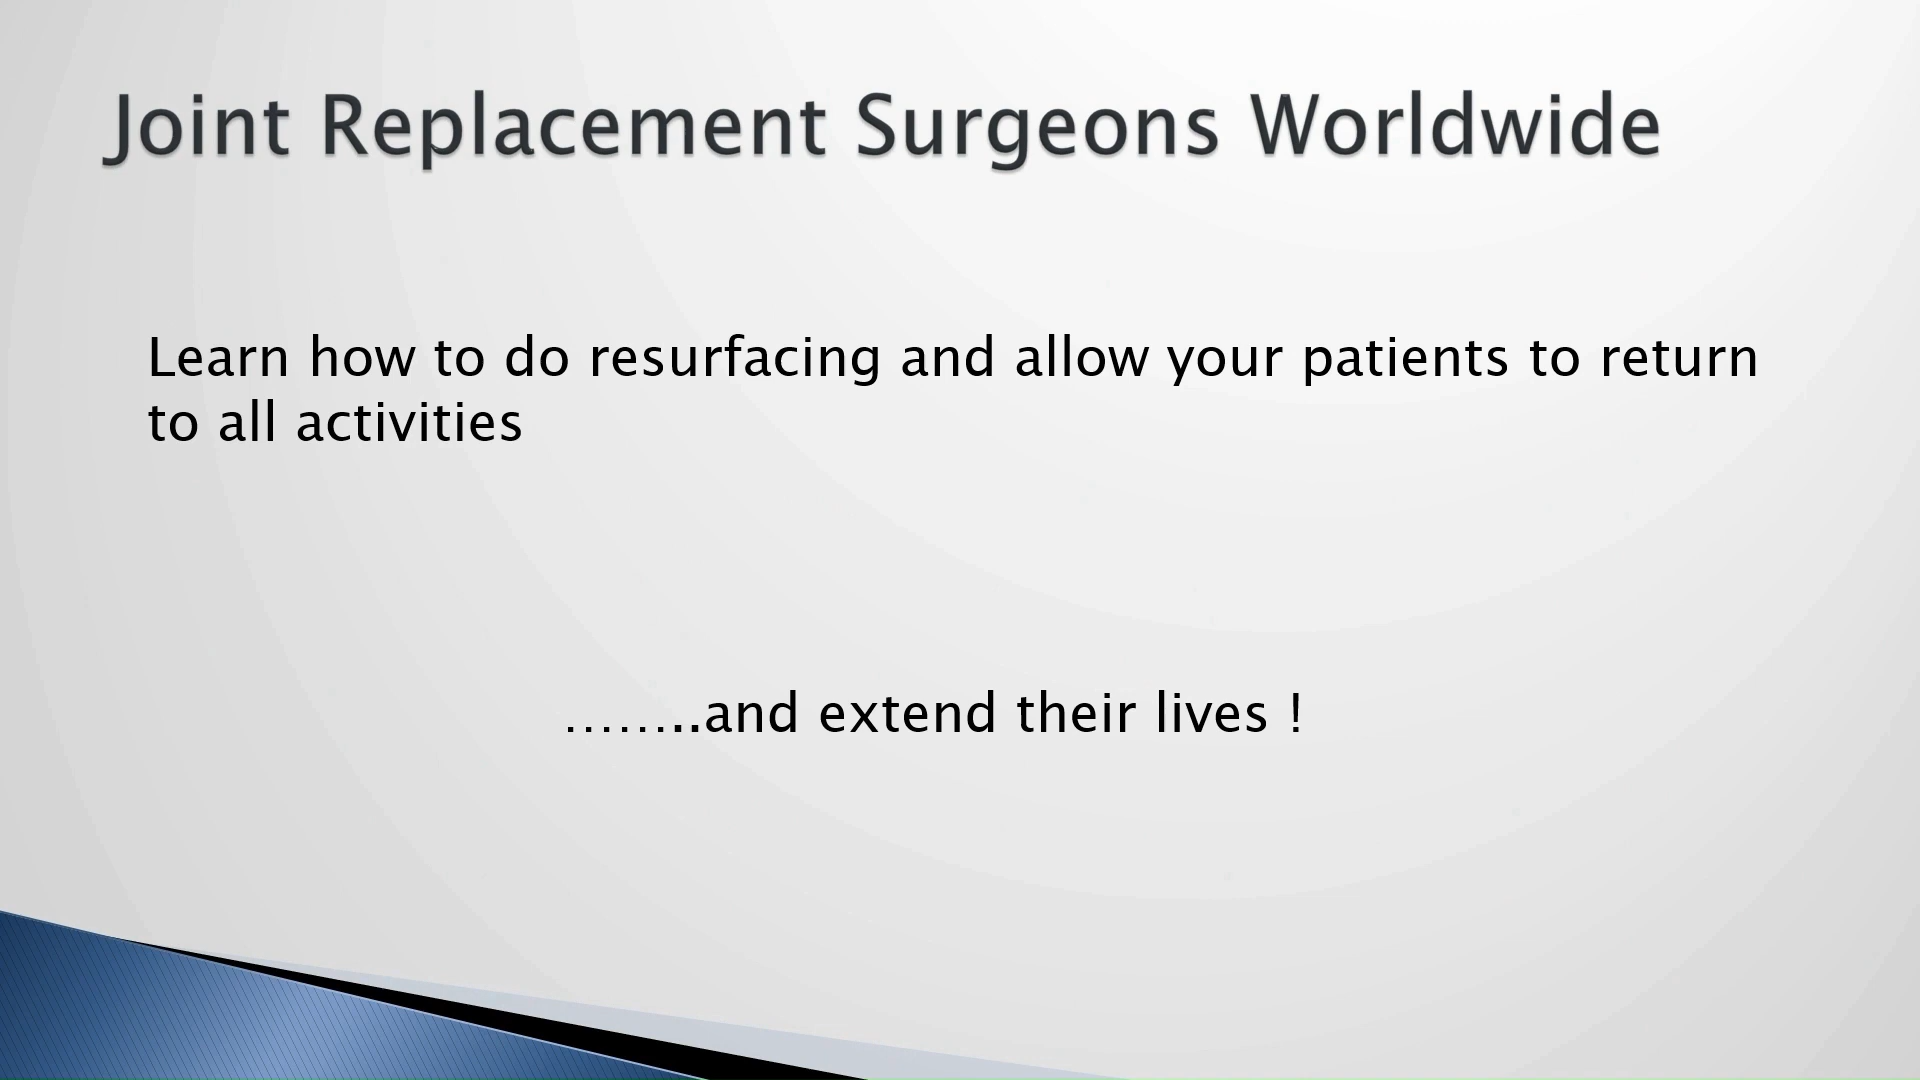 Joint Replacement Surgeons Worldwide
Learn how to do resurfacing and allow your patients to return
to all activities
……..and extend their lives !